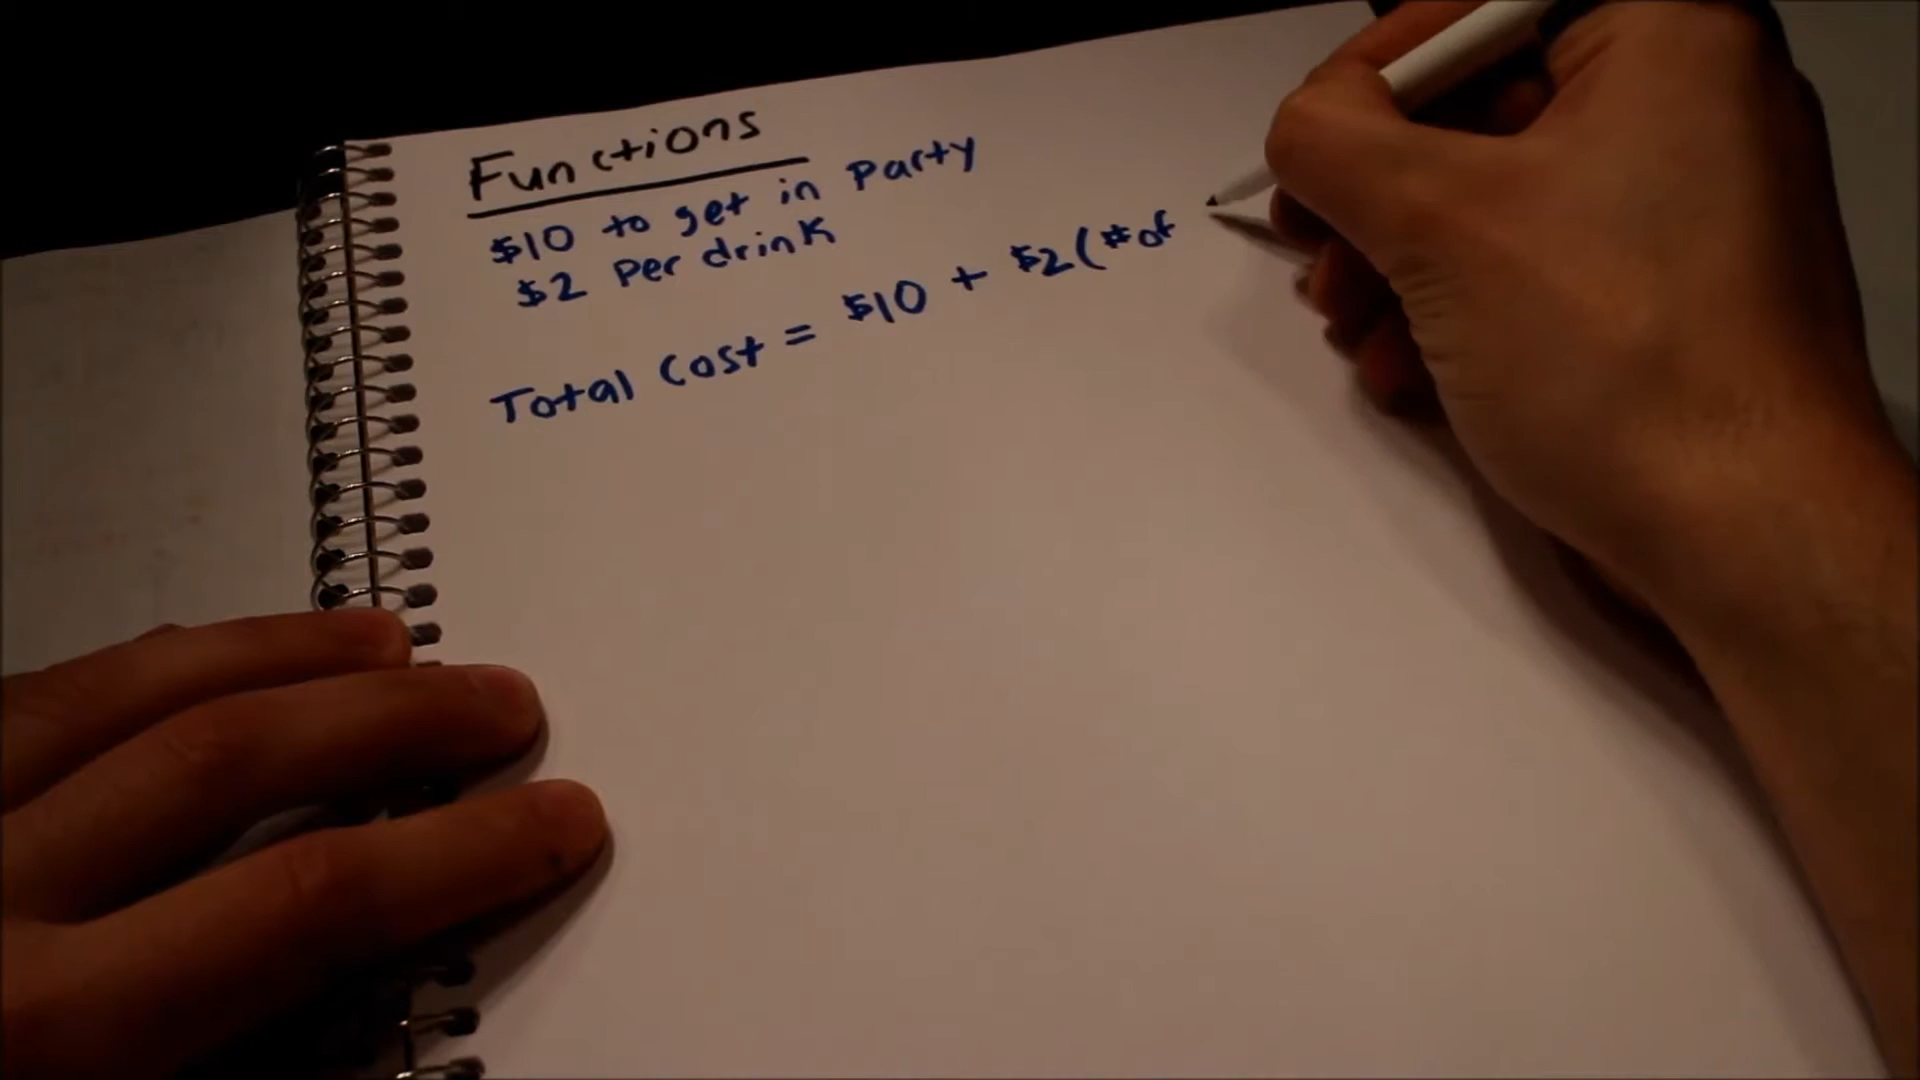 Functions
$10 to get in party
$2 per drink
Total cost = $10 + $2(# of